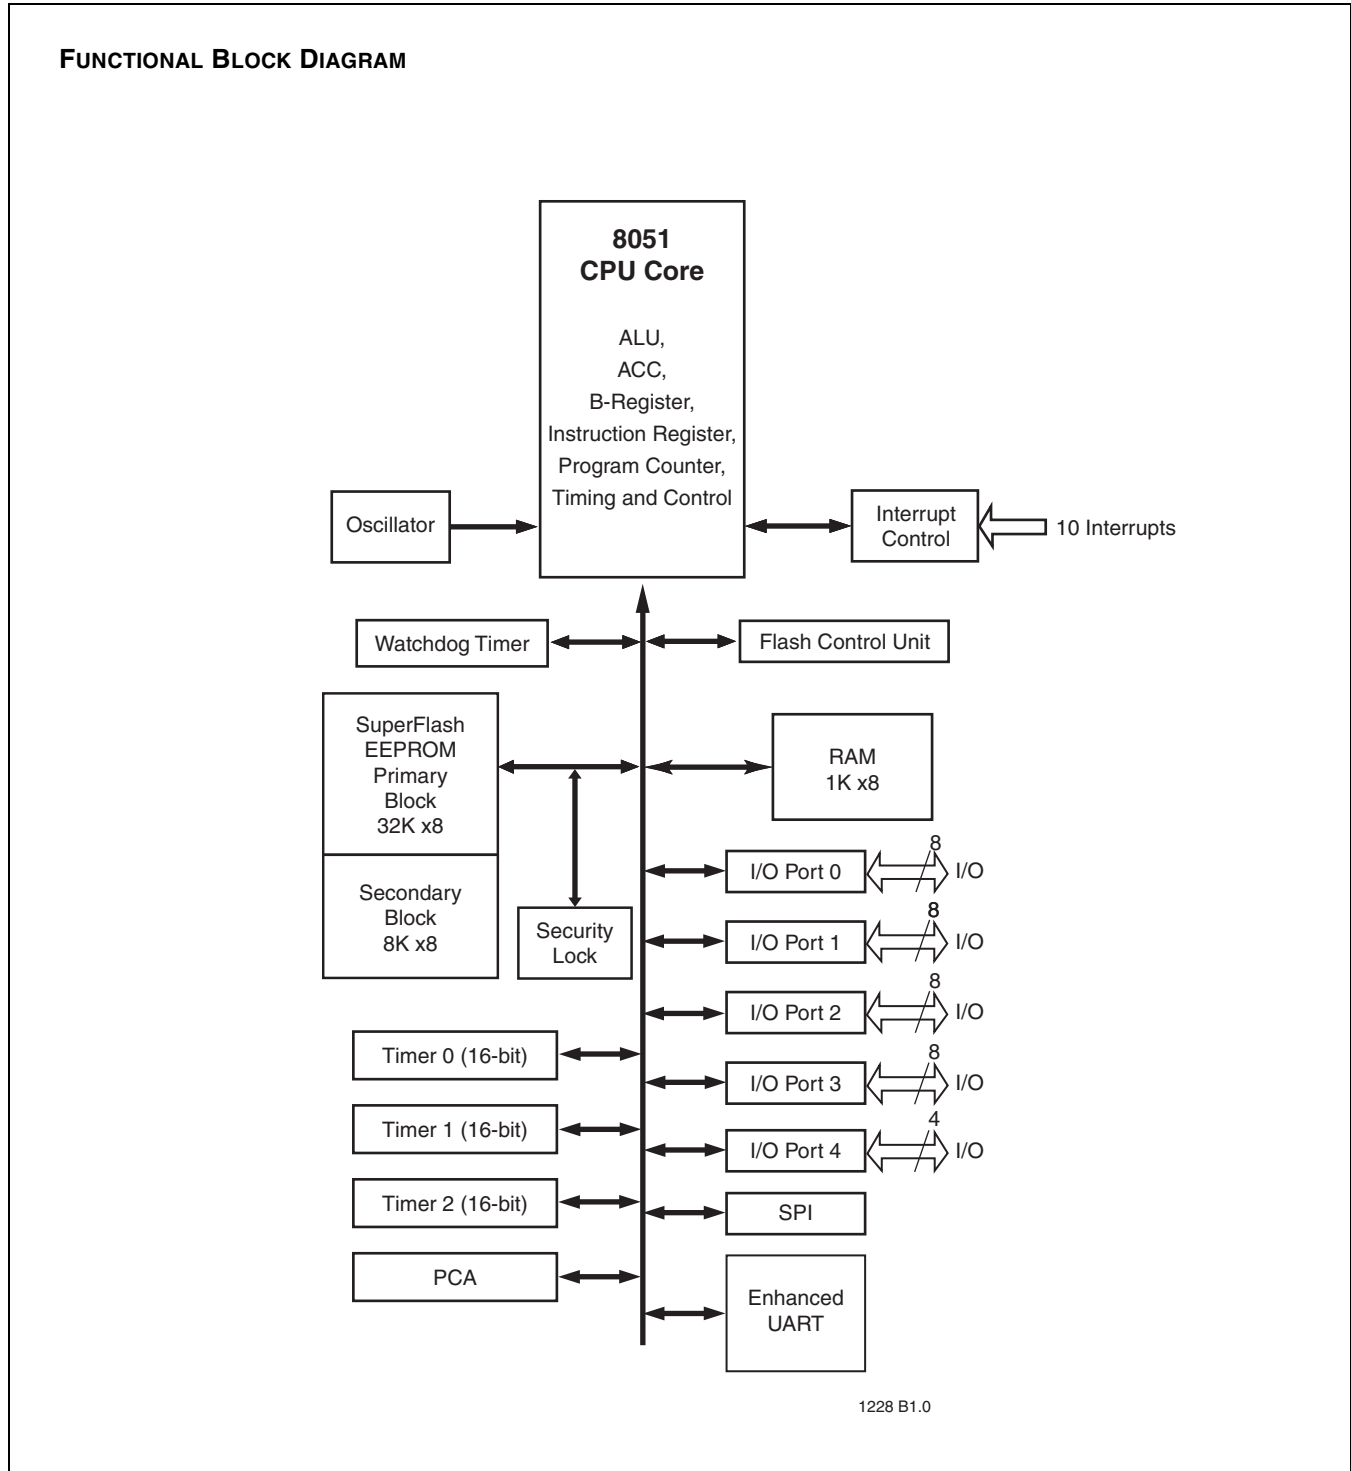 FUNCTIONAL BLOCK DIAGRAM
8051
CPU Core
ALU,
ACC,
B-Register,
Instruction Register,
Program Counter,
Timing and Control
Oscillator
Interrupt
Control
10 Interrupts
Watchdog Timer
Flash Control Unit
SuperFlash
EEPROM
Primary
Block
32K x8
RAM
1K x8
Secondary
Block
8K x8
Security
Lock
8
I/O Port 0
I/O
8
I/O Port 1
I/O
8
I/O Port 2
I/O
8
I/O Port 3
I/O
4
I/O Port 4
I/O
Timer 0 (16-bit)
Timer 1 (16-bit)
Timer 2 (16-bit)
SPI
PCA
Enhanced
UART
1228 B1.0